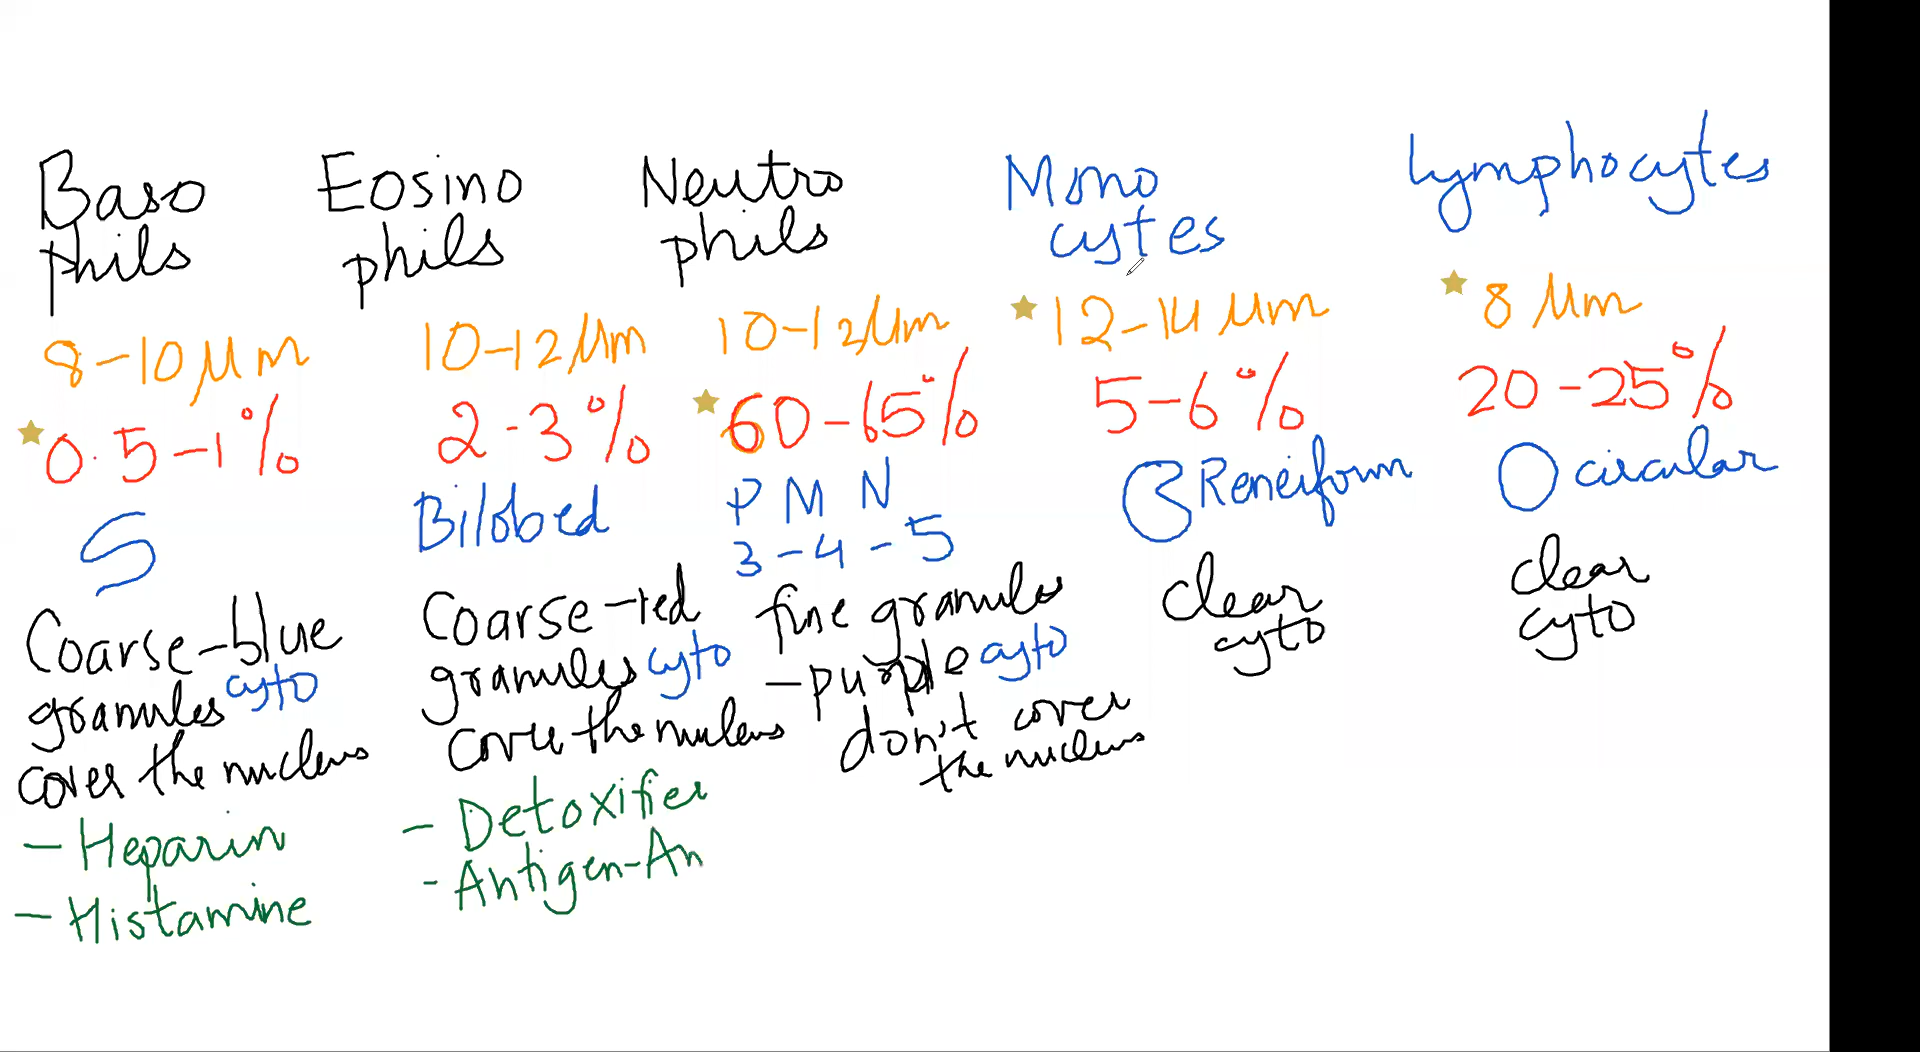 Baso
phils
8-10 μm
0.5-1%
S
Coarse-blue
granules cyto
cover the nucleus
- Heparin
- Histamine
Eosino
phils
10-12 μm
2-3%
Bilobed
Coarse-red
granules cyto
cover the nucleus
- Detoxifier
- Antigen-An
Neutro
phils
10-12 μm
60-65%
PMN
3-4-5
fine granules
- purple cyto
don't cover
the nucleus
Mono
cytes
12-14 μm
5-6%
Reneiform
clear
cyto
Lymphocytes
8 μm
20-25%
circular
clear
cyto